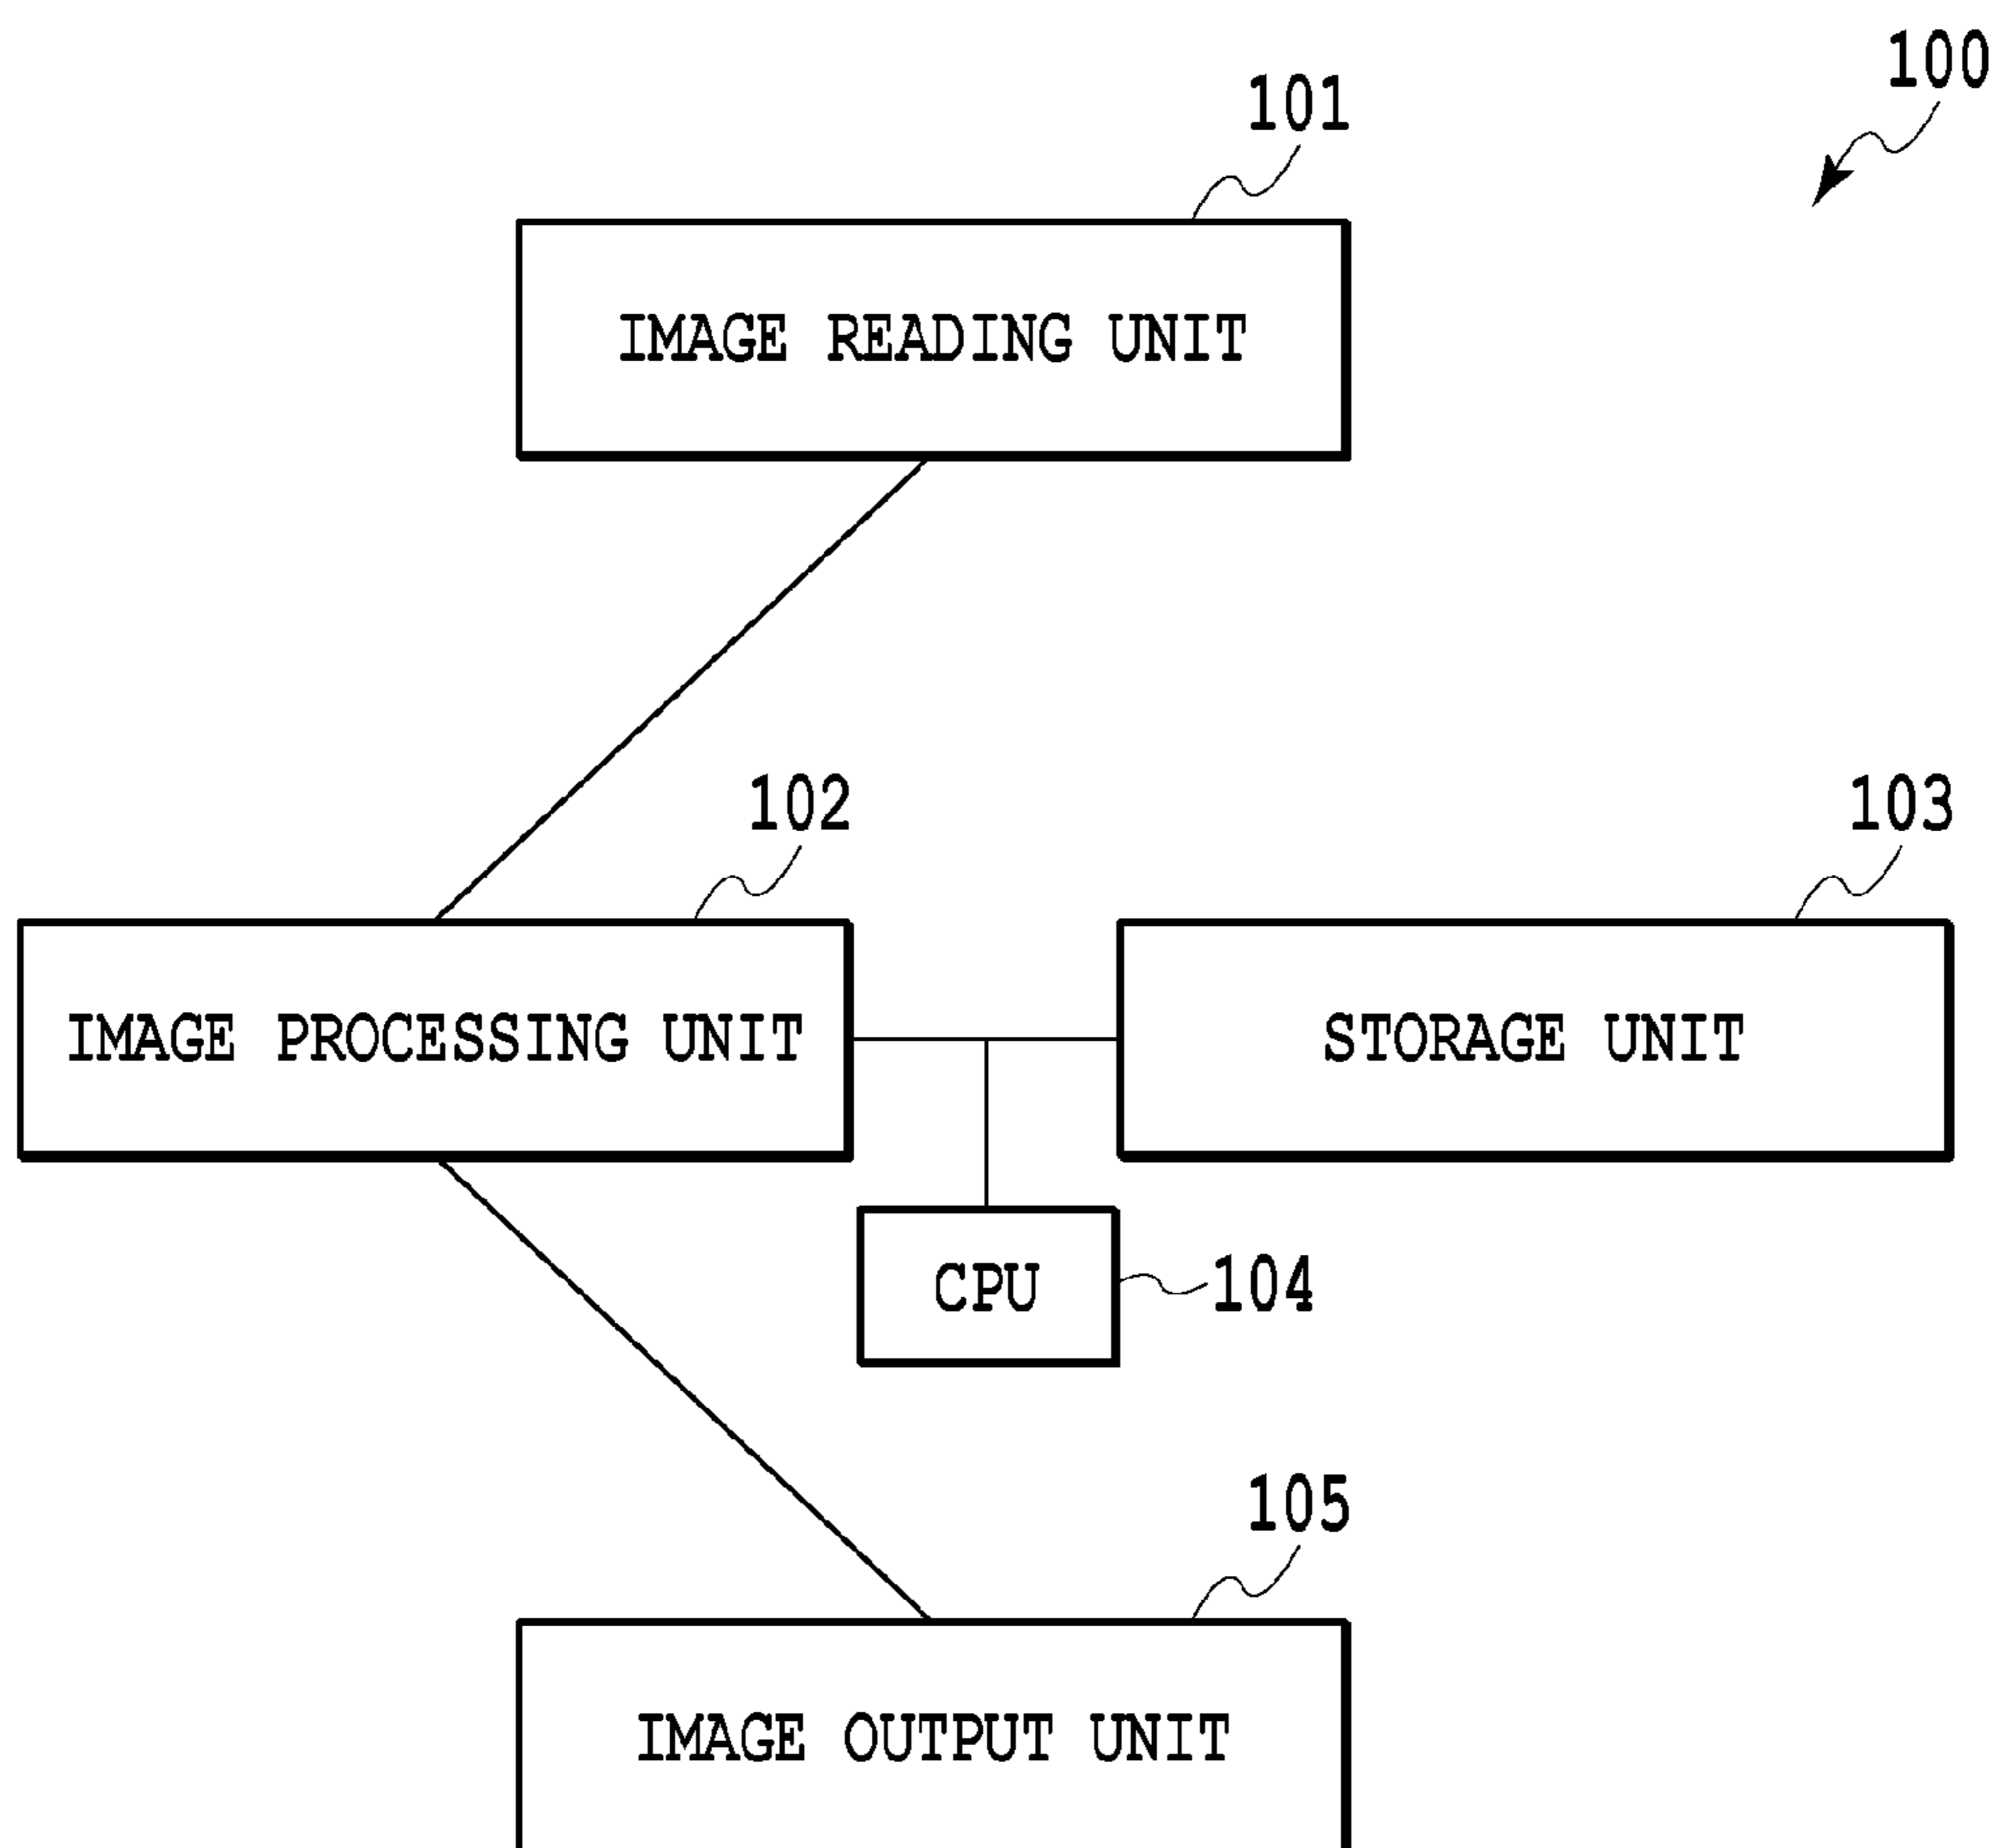 100
101
IMAGE READING UNIT
102
103
IMAGE PROCESSING UNIT
STORAGE UNIT
CPU
104
105
IMAGE OUTPUT UNIT